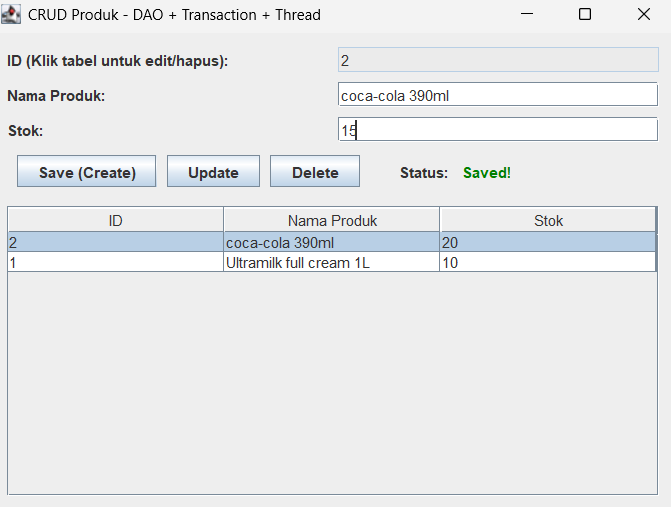 CRUD Produk - DAO + Transaction + Thread
ID (Klik tabel untuk edit/hapus): 2
Nama Produk: coca-cola 390ml
Stok: 15
Save (Create) Update Delete Status: Saved!
ID Nama Produk Stok
2 coca-cola 390ml 20
1 Ultramilk full cream 1L 10